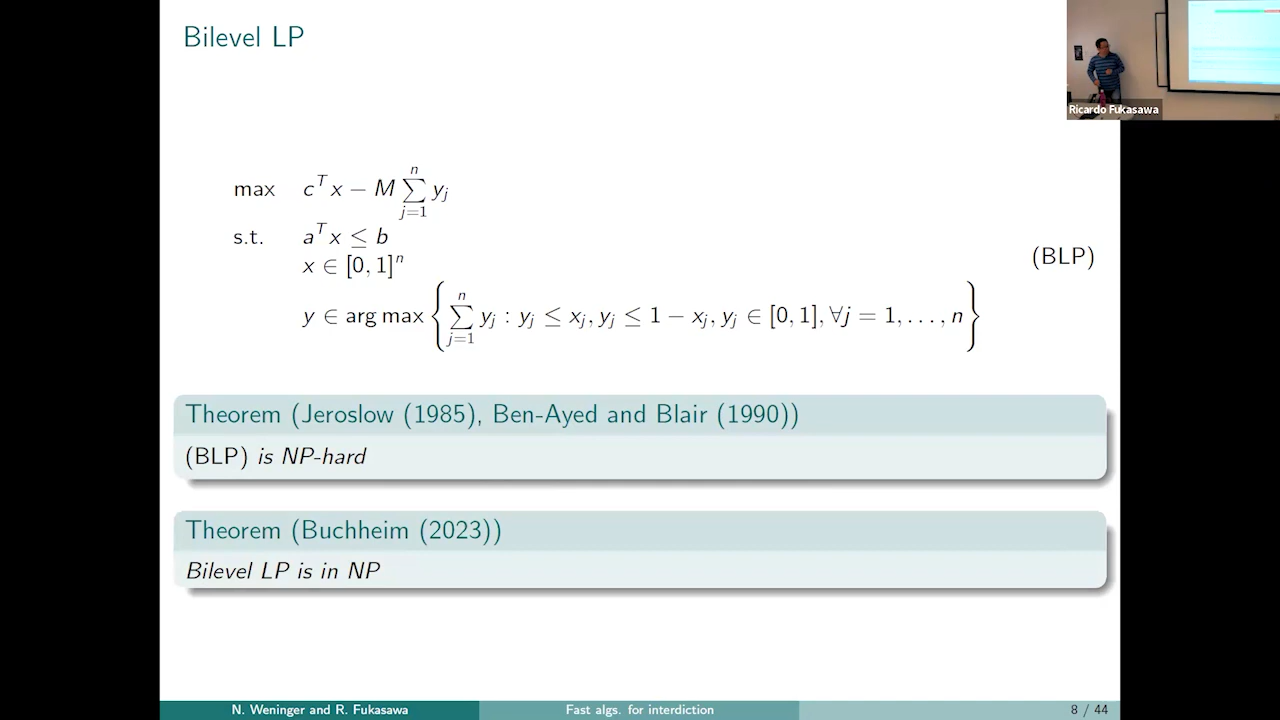 Bilevel LP
Ricardo Fukasawa
max c^T x − M ∑_{j=1}^{n} y_j
s.t. a^T x ≤ b
x ∈ [0, 1]^n
(BLP)
y ∈ arg max { ∑_{j=1}^{n} y_j : y_j ≤ x_j, y_j ≤ 1 − x_j, y_j ∈ [0, 1], ∀j = 1, . . . , n }
Theorem (Jeroslow (1985), Ben-Ayed and Blair (1990))
(BLP) is NP-hard
Theorem (Buchheim (2023))
Bilevel LP is in NP
N. Weninger and R. Fukasawa
Fast algs. for interdiction
8 / 44